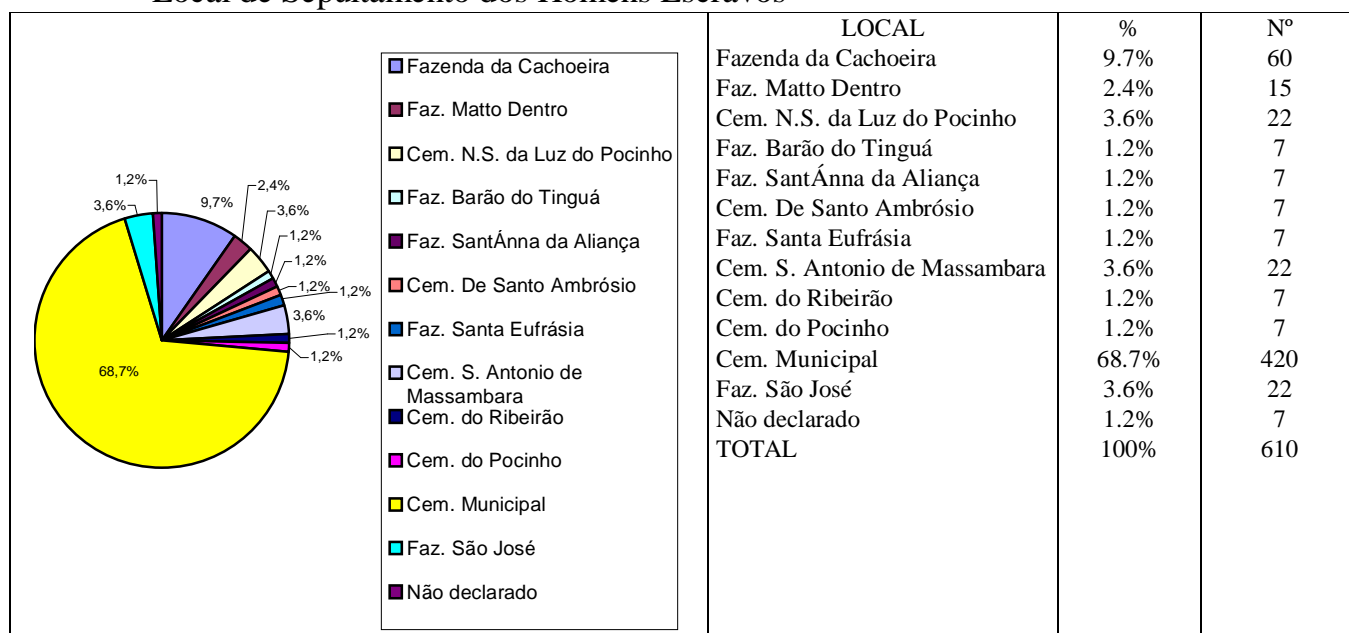 Local de Sepultamento dos Homens Escravos
1,2%
3,6%
9,7%
2,4%
3,6%
1,2%
1,2%
1,2%
1,2%
3,6%
1,2%
1,2%
68,7%
Fazenda da Cachoeira
Faz. Matto Dentro
Cem. N.S. da Luz do Pocinho
Faz. Barão do Tinguá
Faz. SantÁnna da Aliança
Cem. De Santo Ambrósio
Faz. Santa Eufrásia
Cem. S. Antonio de
Massambara
Cem. do Ribeirão
Cem. do Pocinho
Cem. Municipal
Faz. São José
Não declarado
LOCAL % Nº
Fazenda da Cachoeira 9.7% 60
Faz. Matto Dentro 2.4% 15
Cem. N.S. da Luz do Pocinho 3.6% 22
Faz. Barão do Tinguá 1.2% 7
Faz. SantÁnna da Aliança 1.2% 7
Cem. De Santo Ambrósio 1.2% 7
Faz. Santa Eufrásia 1.2% 7
Cem. S. Antonio de Massambara 3.6% 22
Cem. do Ribeirão 1.2% 7
Cem. do Pocinho 1.2% 7
Cem. Municipal 68.7% 420
Faz. São José 3.6% 22
Não declarado 1.2% 7
TOTAL 100% 610